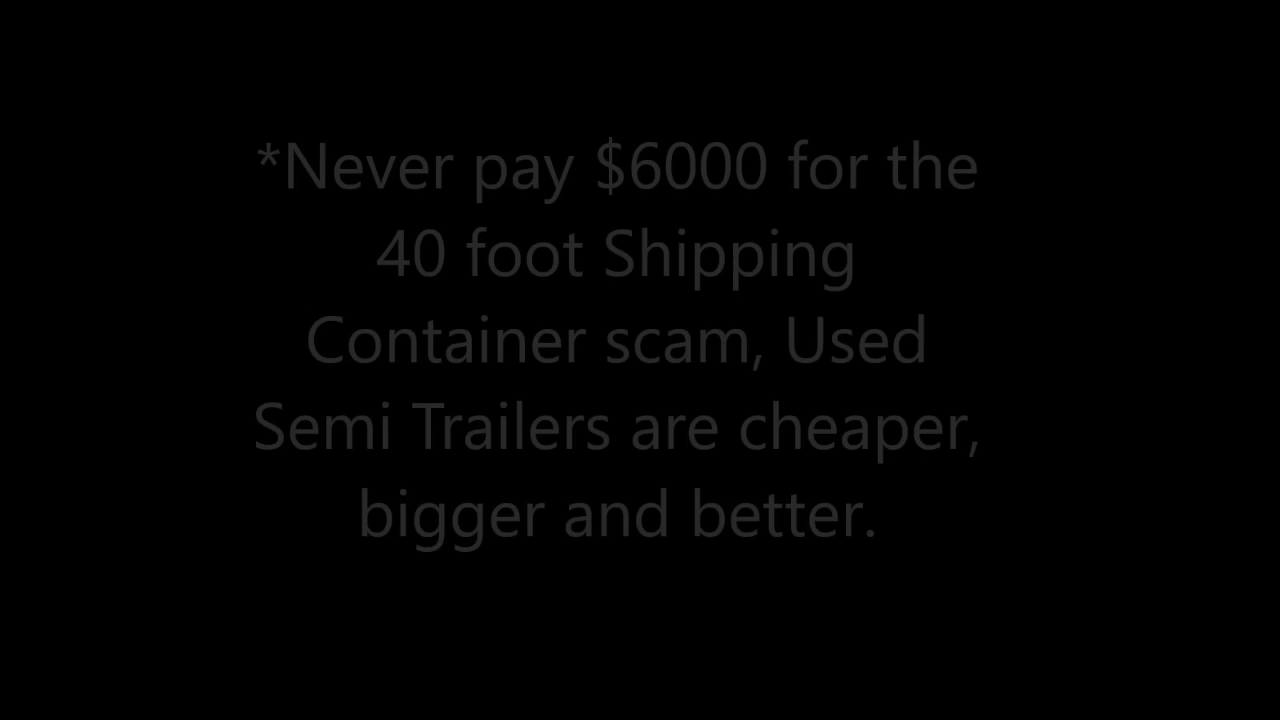 *Never pay $6000 for the
40 foot Shipping
Container scam, Used
Semi Trailers are cheaper,
bigger and better.